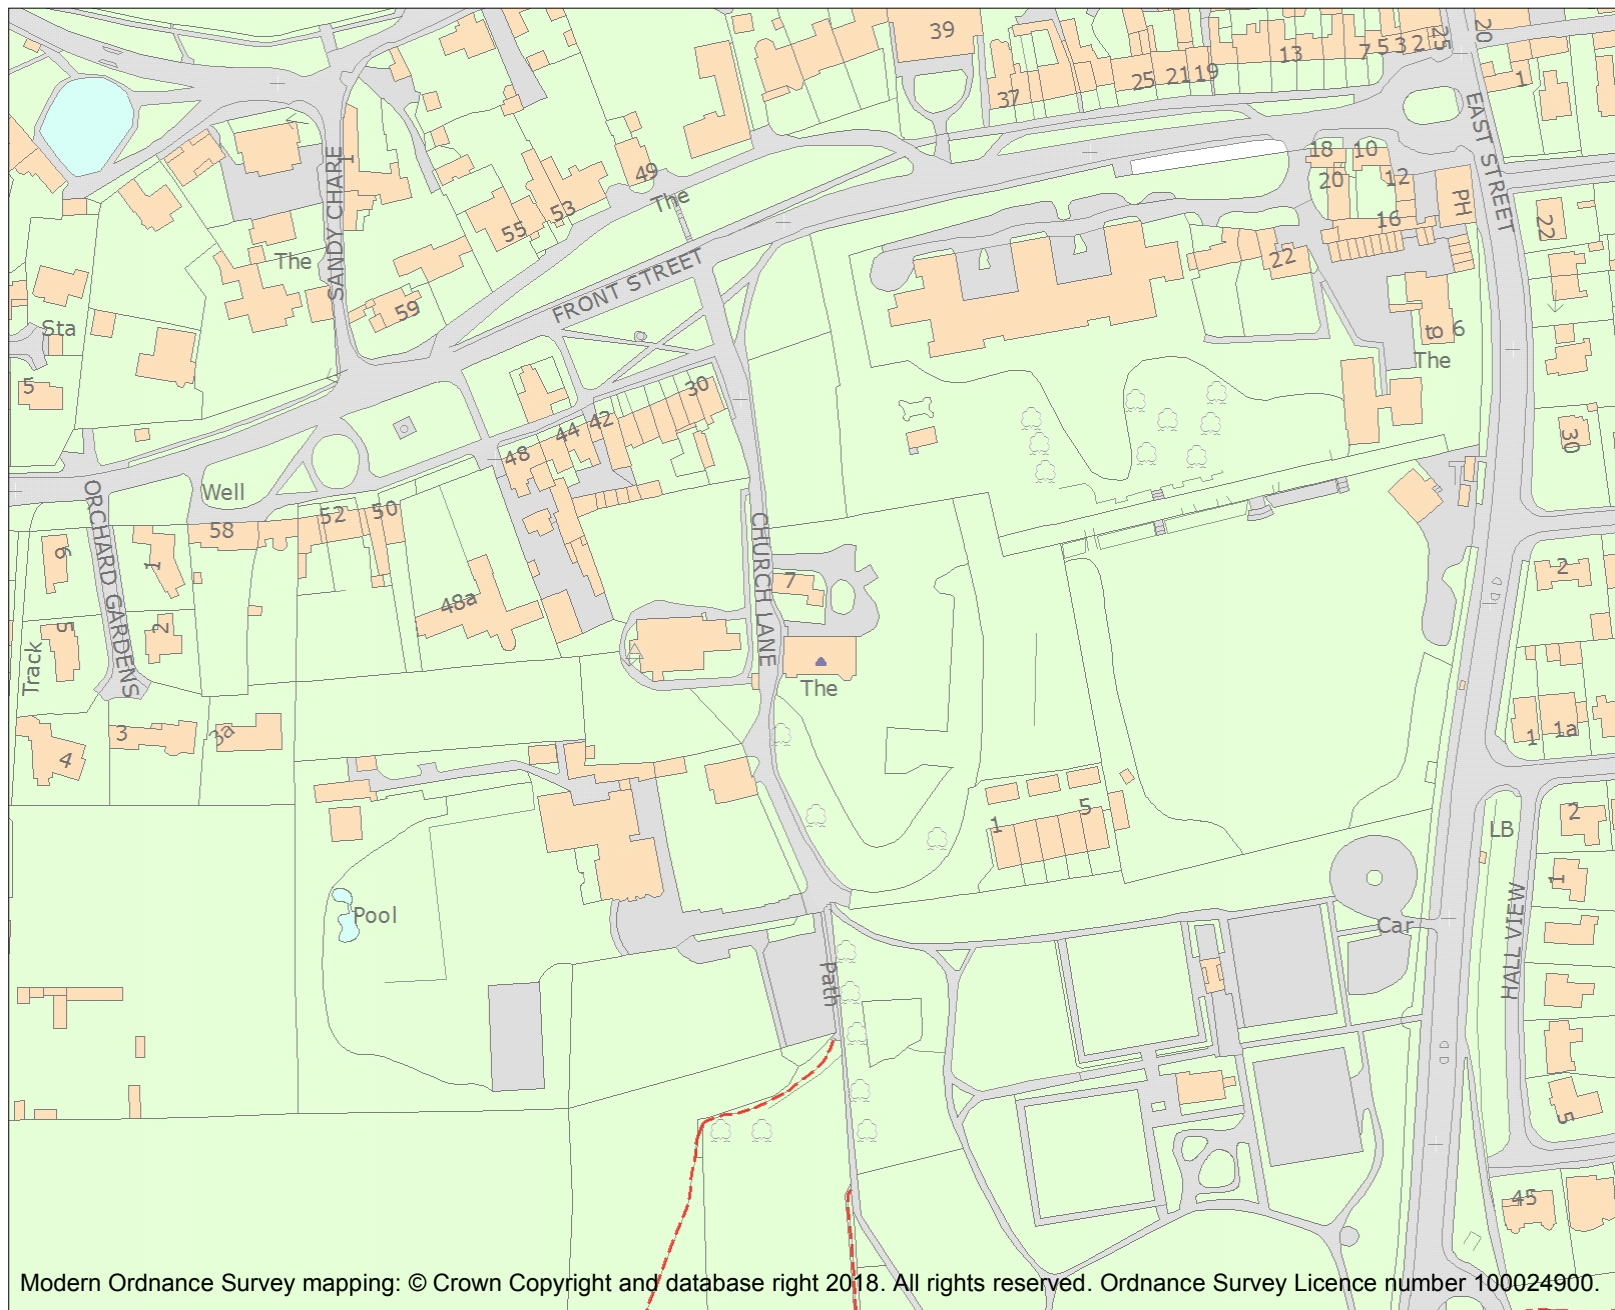 39
13
7 5 3 2
25
20
25 21 19
37
1
EAST STREET
18
10
20
12
16
PH
22
22
SANDY CHARE
1
49
The
53
55
The
FRONT STREET
59
Sta
5
to
8
6
The
30
42
44
48
30
Well
ORCHARD GARDENS
58
52
50
6
1
5
2
Track
48a
CHURCH LANE
7
The
2
3
3a
4
1
1a
1
5
2
LB
1
HALL VIEW
Pool
Car
Path
5
45
Modern Ordnance Survey mapping: © Crown Copyright and database right 2018. All rights reserved. Ordnance Survey Licence number 100024900.